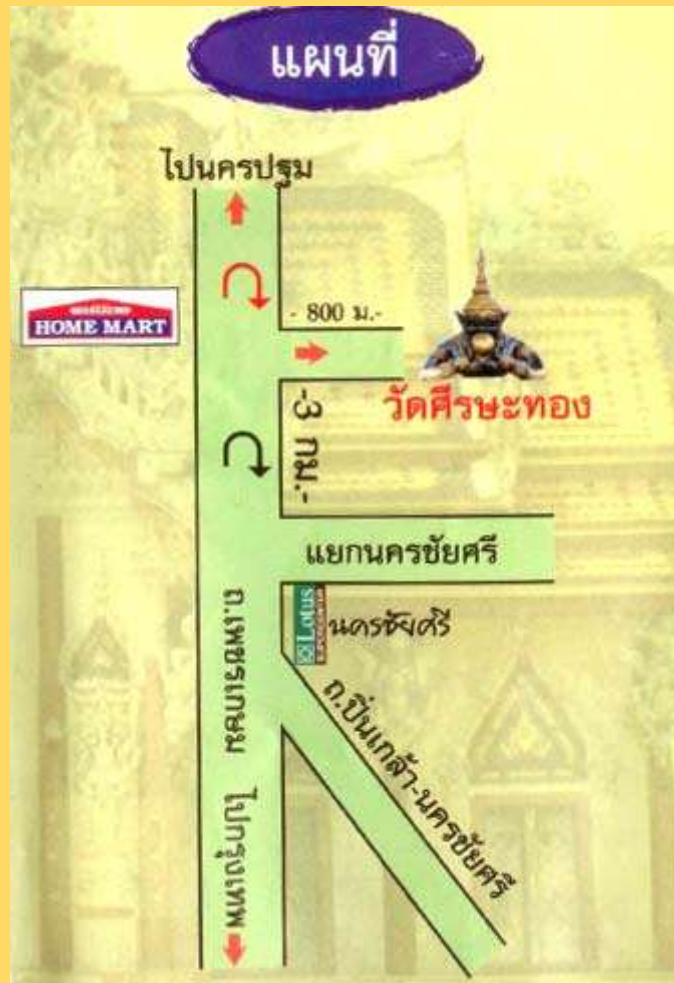 แผนที่
ไปนครปฐม
HOME MART
- 800 ม.-
วัดศีรษะทอง
-3 กม.-
แยกนครชัยศรี
Lotus
นครชัยศรี
ถ.เพชรเกษม
ถ.ปิ่นเกล้า-นครชัยศรี
ไปกรุงเทพ